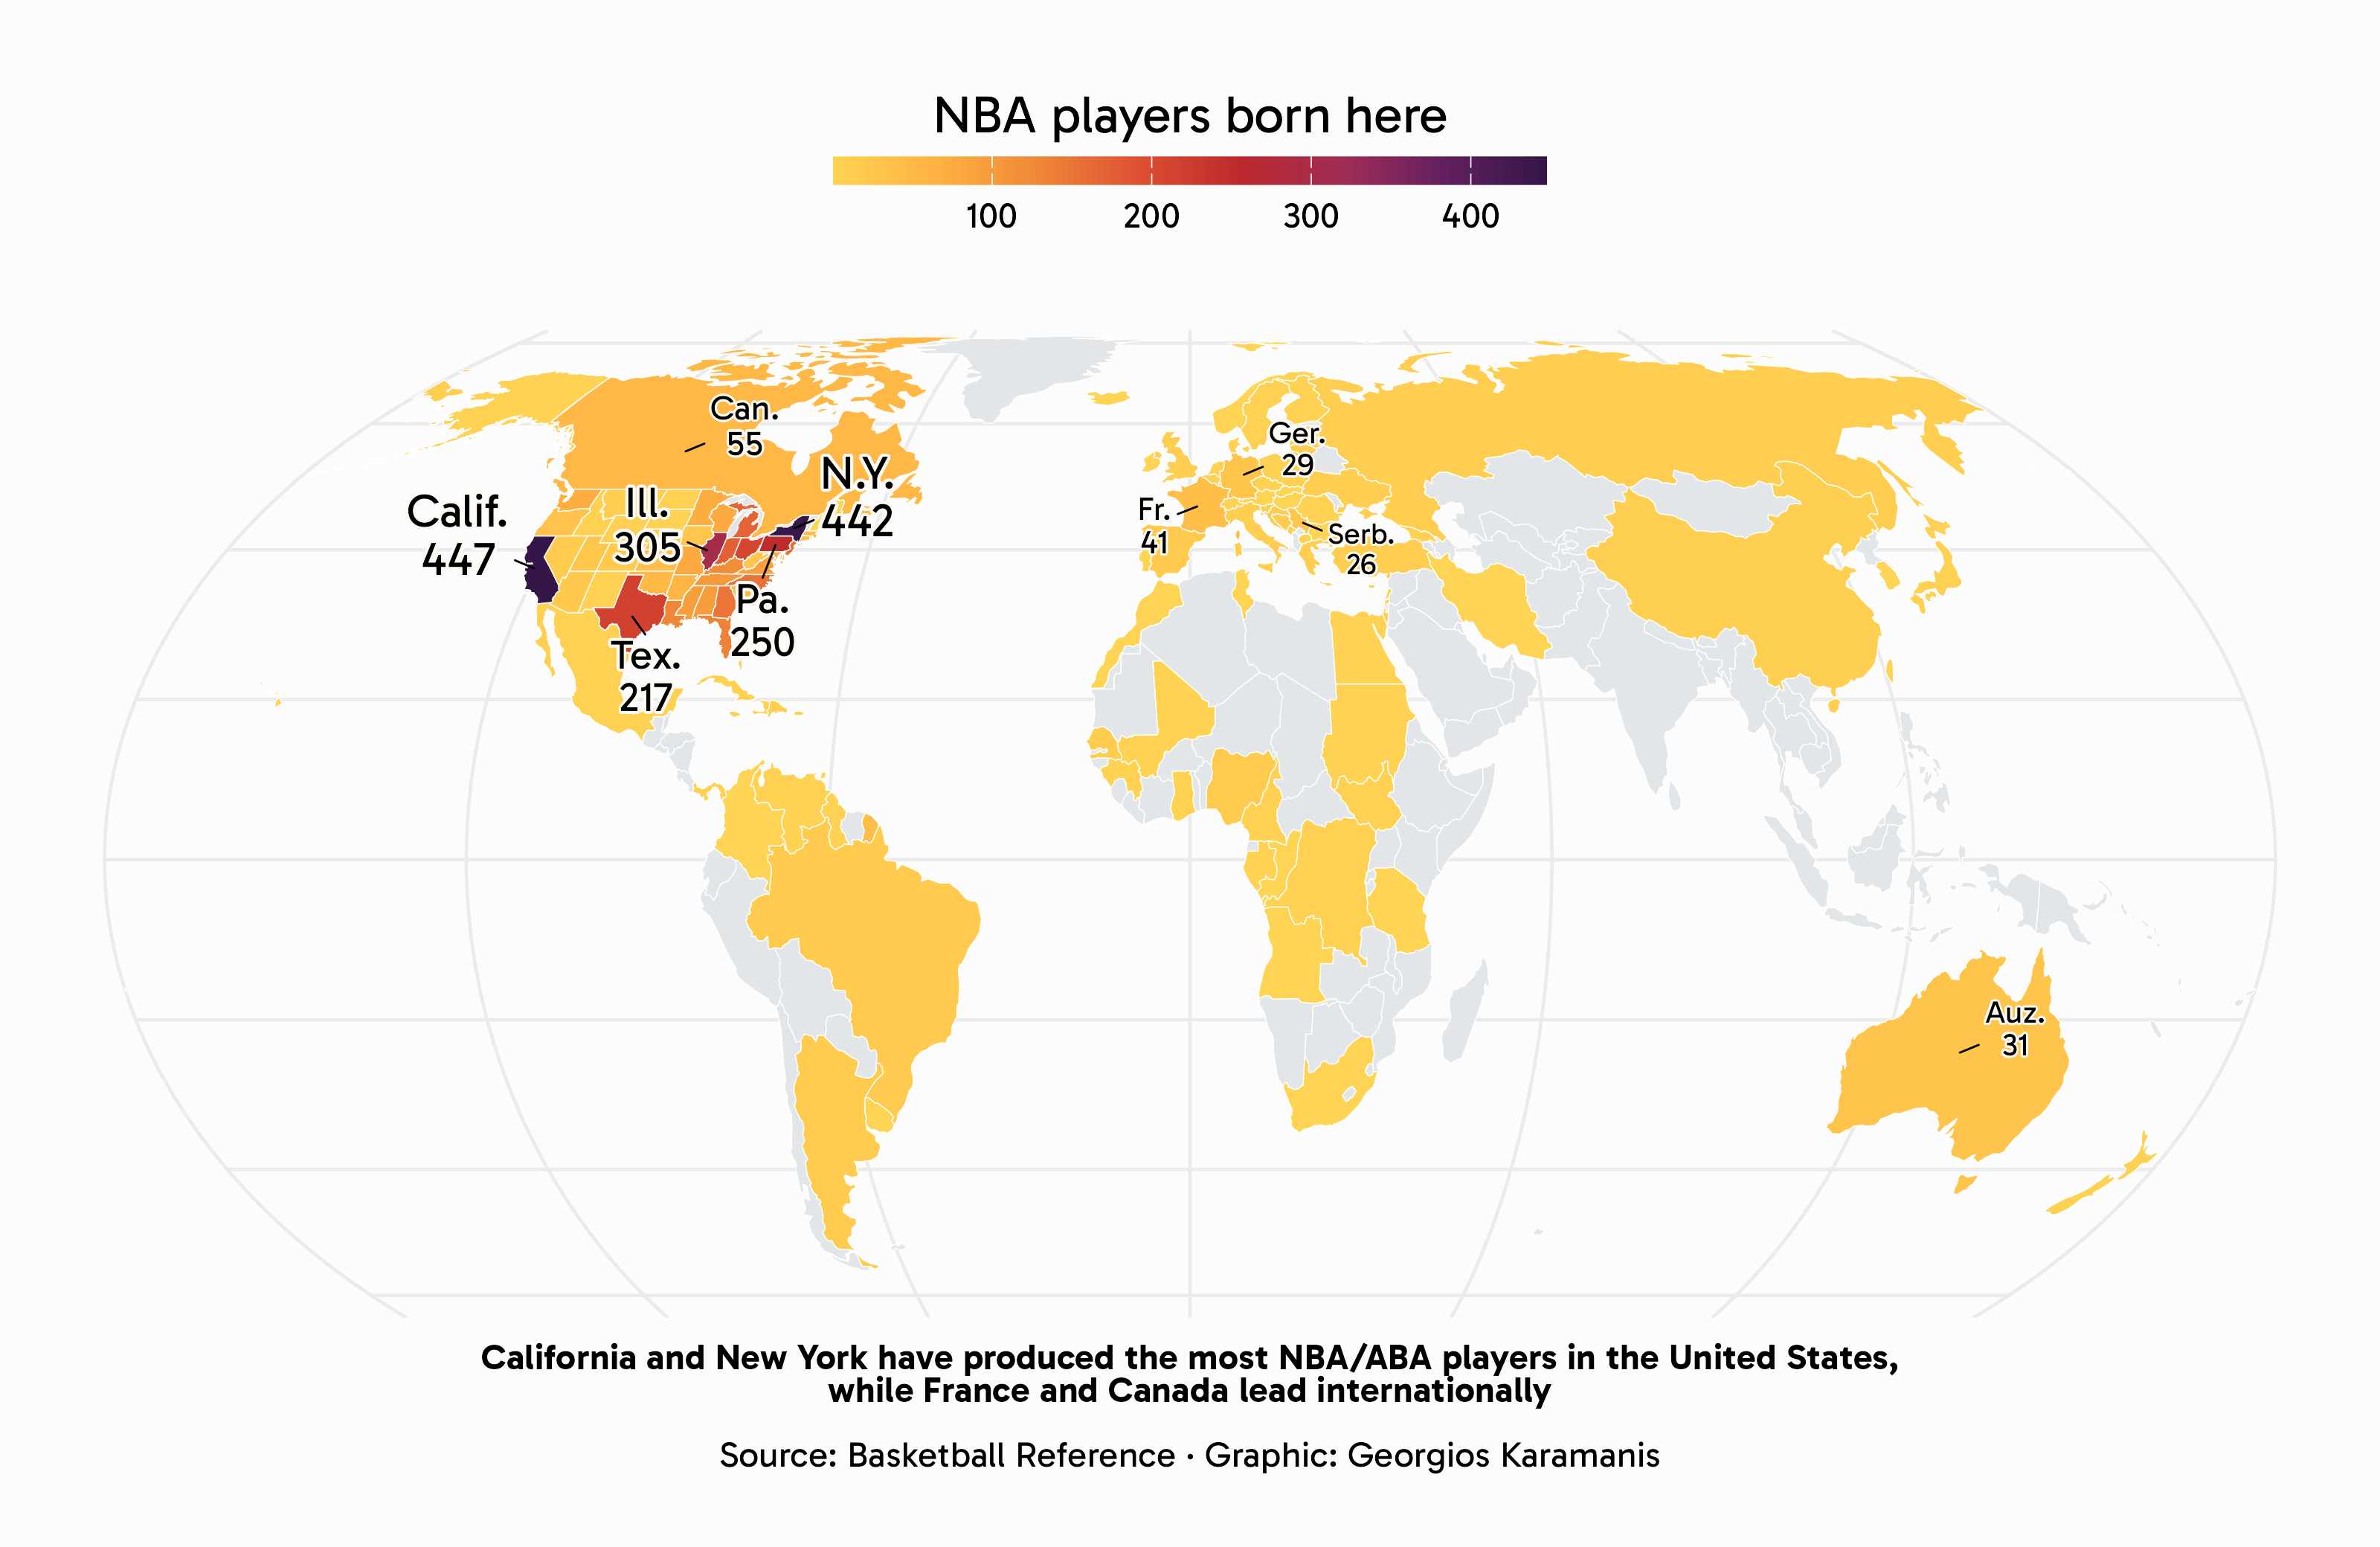 NBA players born here
100 200 300 400
Can.
55
N.Y.
442
Ill.
305
Calif.
447
Pa.
250
Tex.
217
Ger.
29
Fr.
41
Serb.
26
Auz.
31
California and New York have produced the most NBA/ABA players in the United States,
while France and Canada lead internationally
Source: Basketball Reference · Graphic: Georgios Karamanis